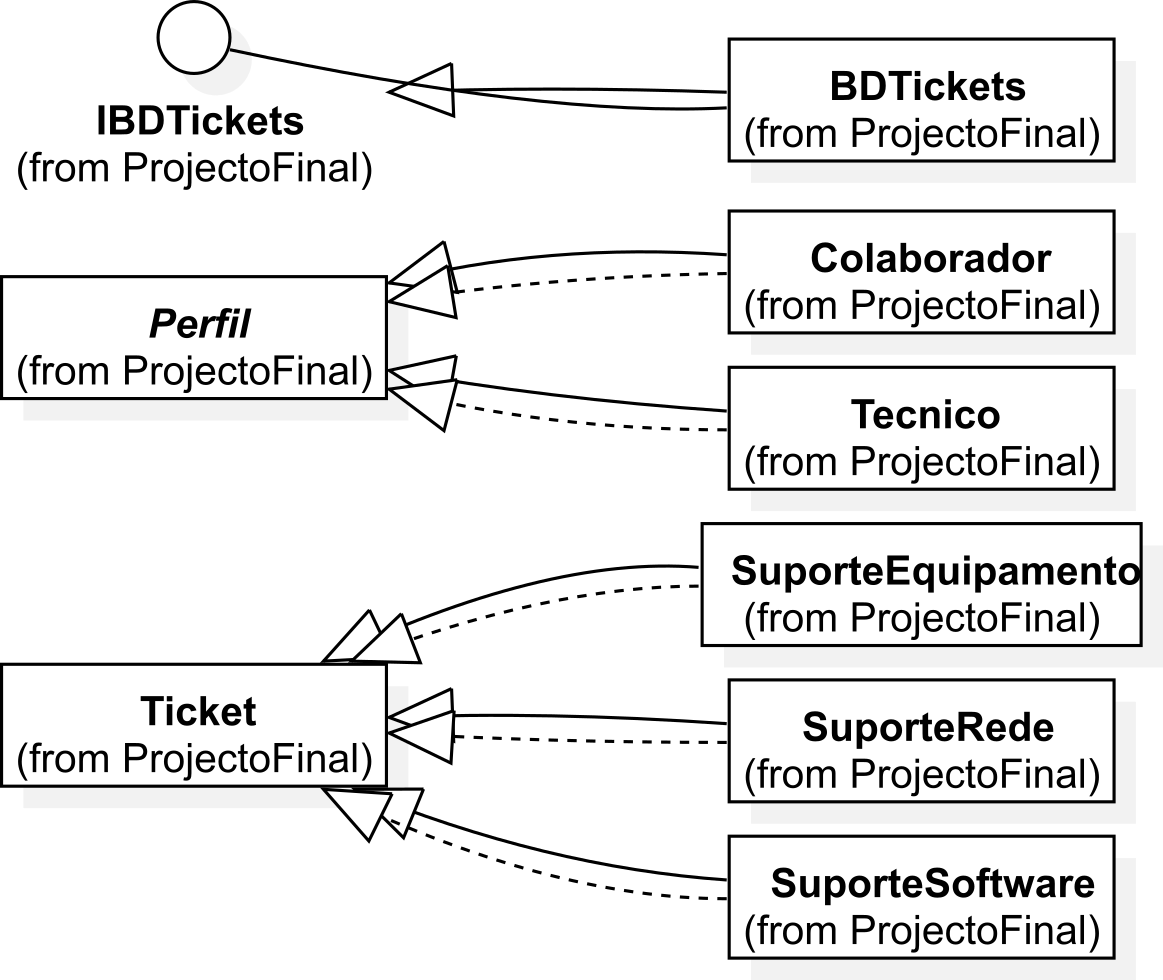 IBDTickets
(from ProjectoFinal)
BDTickets
(from ProjectoFinal)
Perfil
(from ProjectoFinal)
Colaborador
(from ProjectoFinal)
Tecnico
(from ProjectoFinal)
Ticket
(from ProjectoFinal)
SuporteEquipamento
(from ProjectoFinal)
SuporteRede
(from ProjectoFinal)
SuporteSoftware
(from ProjectoFinal)